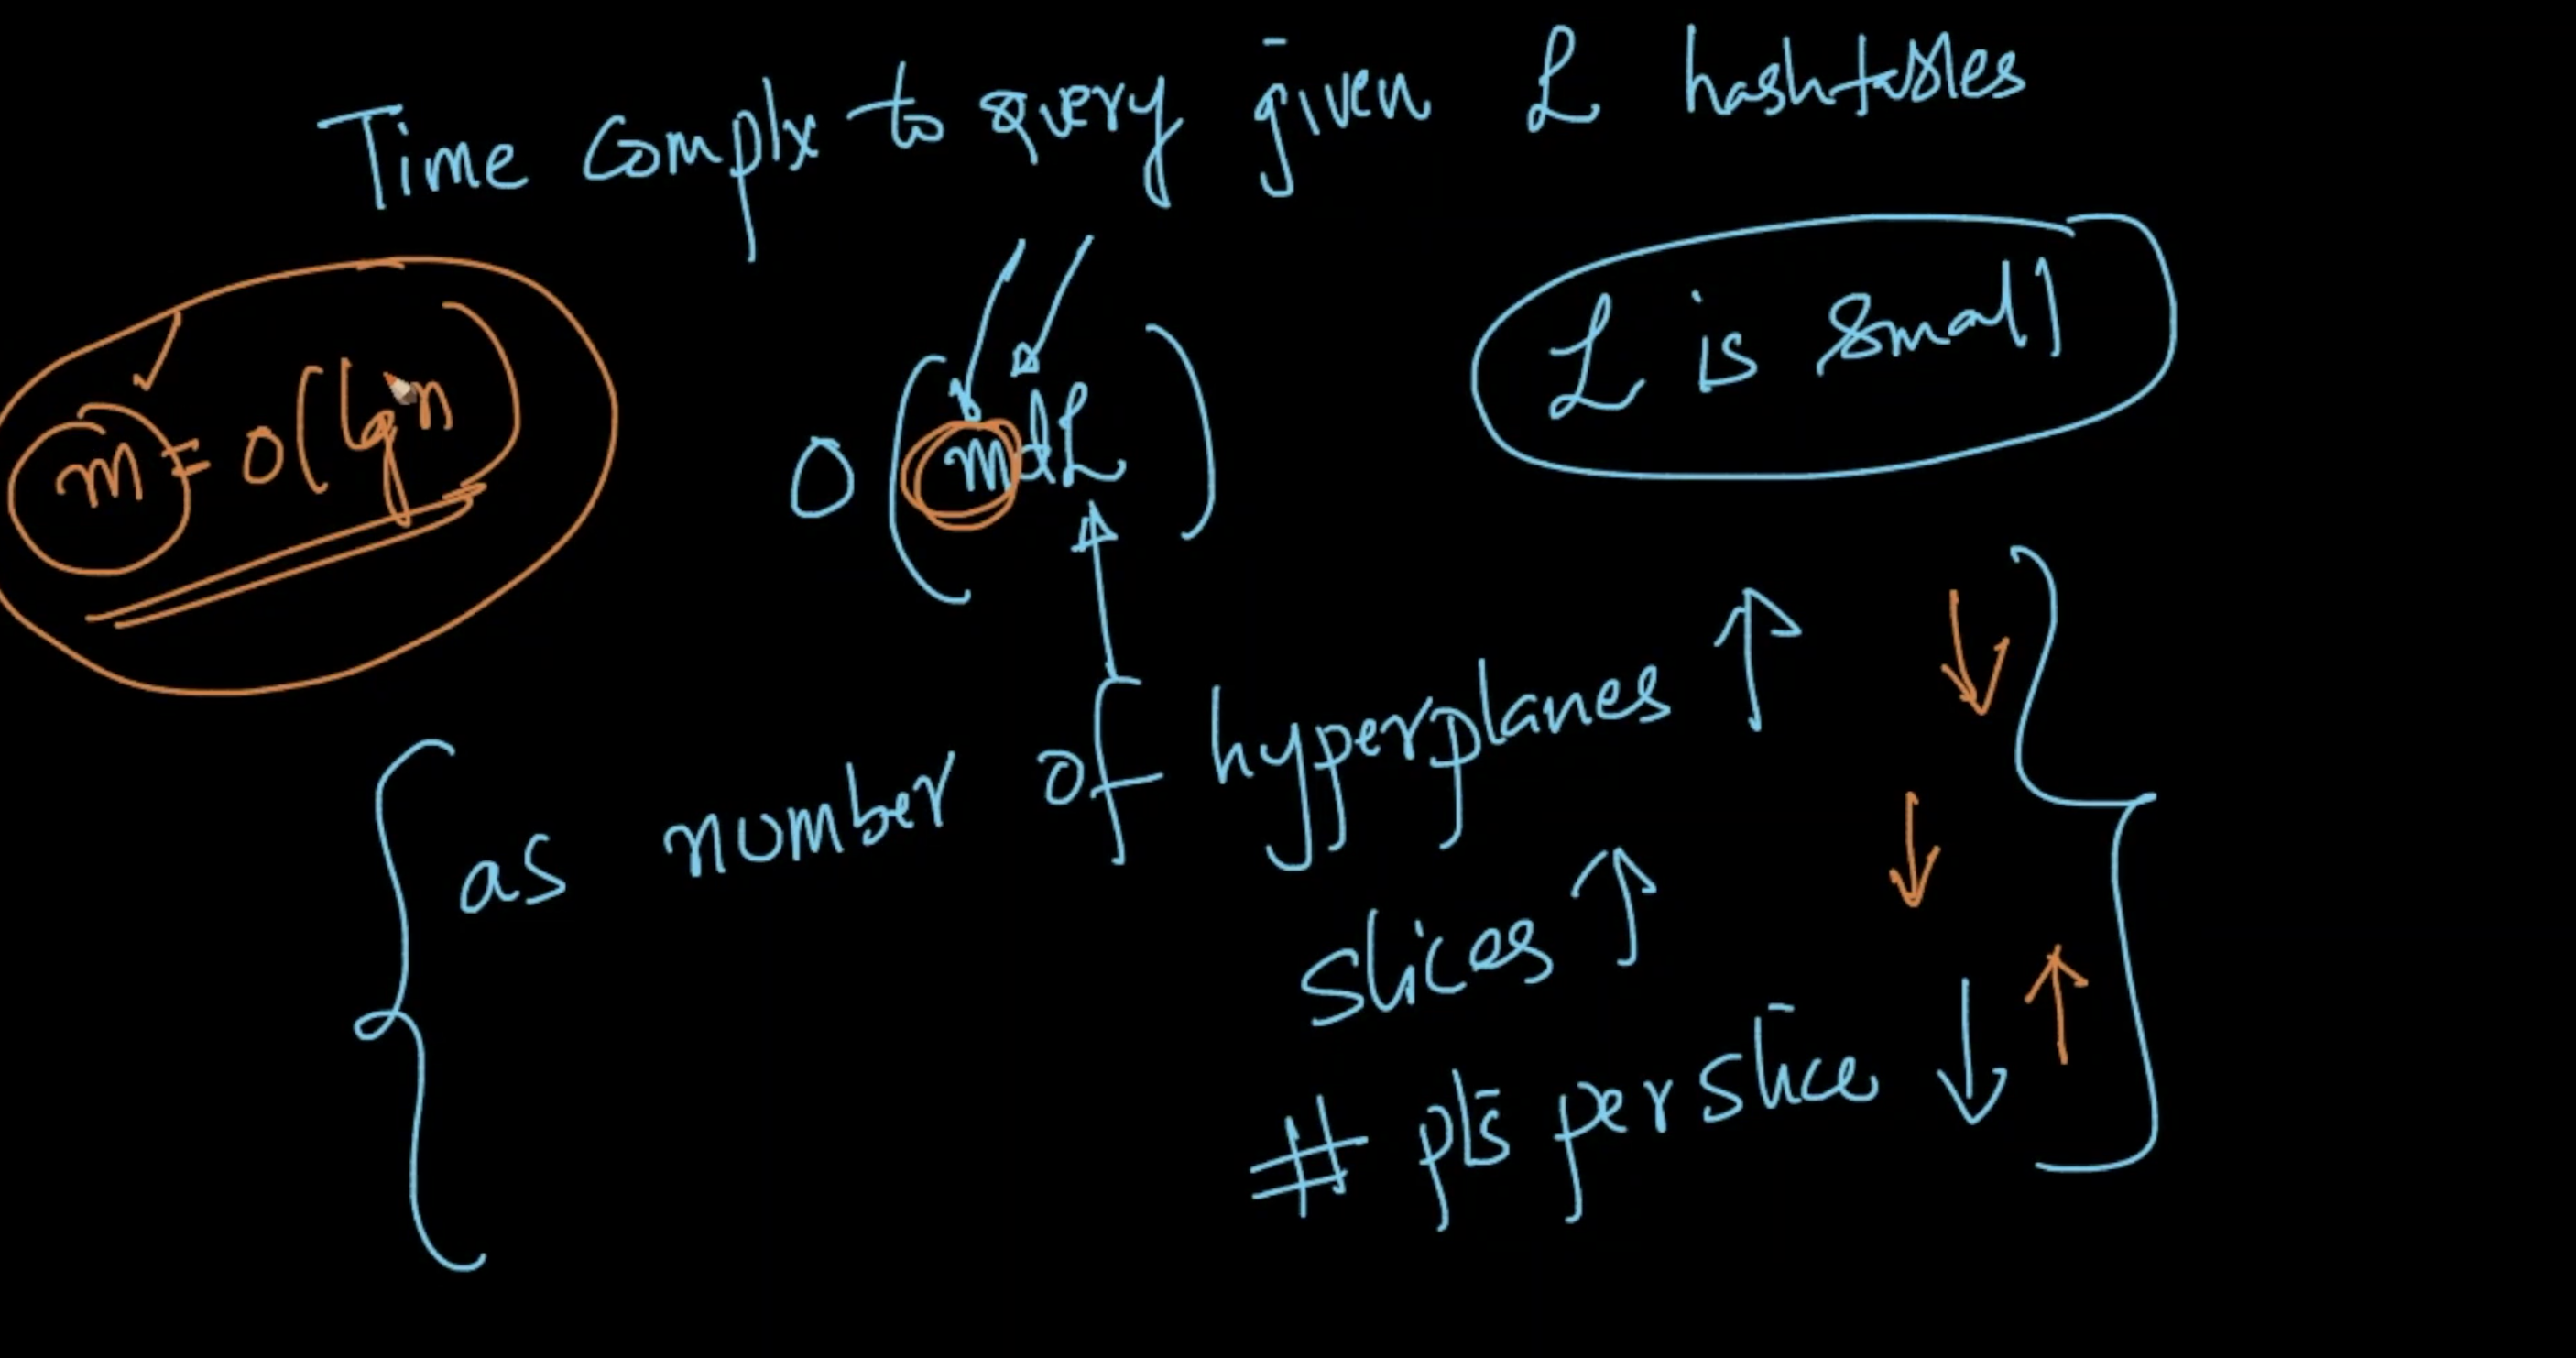 Time Complx to query given L hashtables
L is small
m = O(lg n)
O(mdL)
as number of hyperplanes ↑ ↓
slices ↑ ↓
# pts per slice ↓ ↑